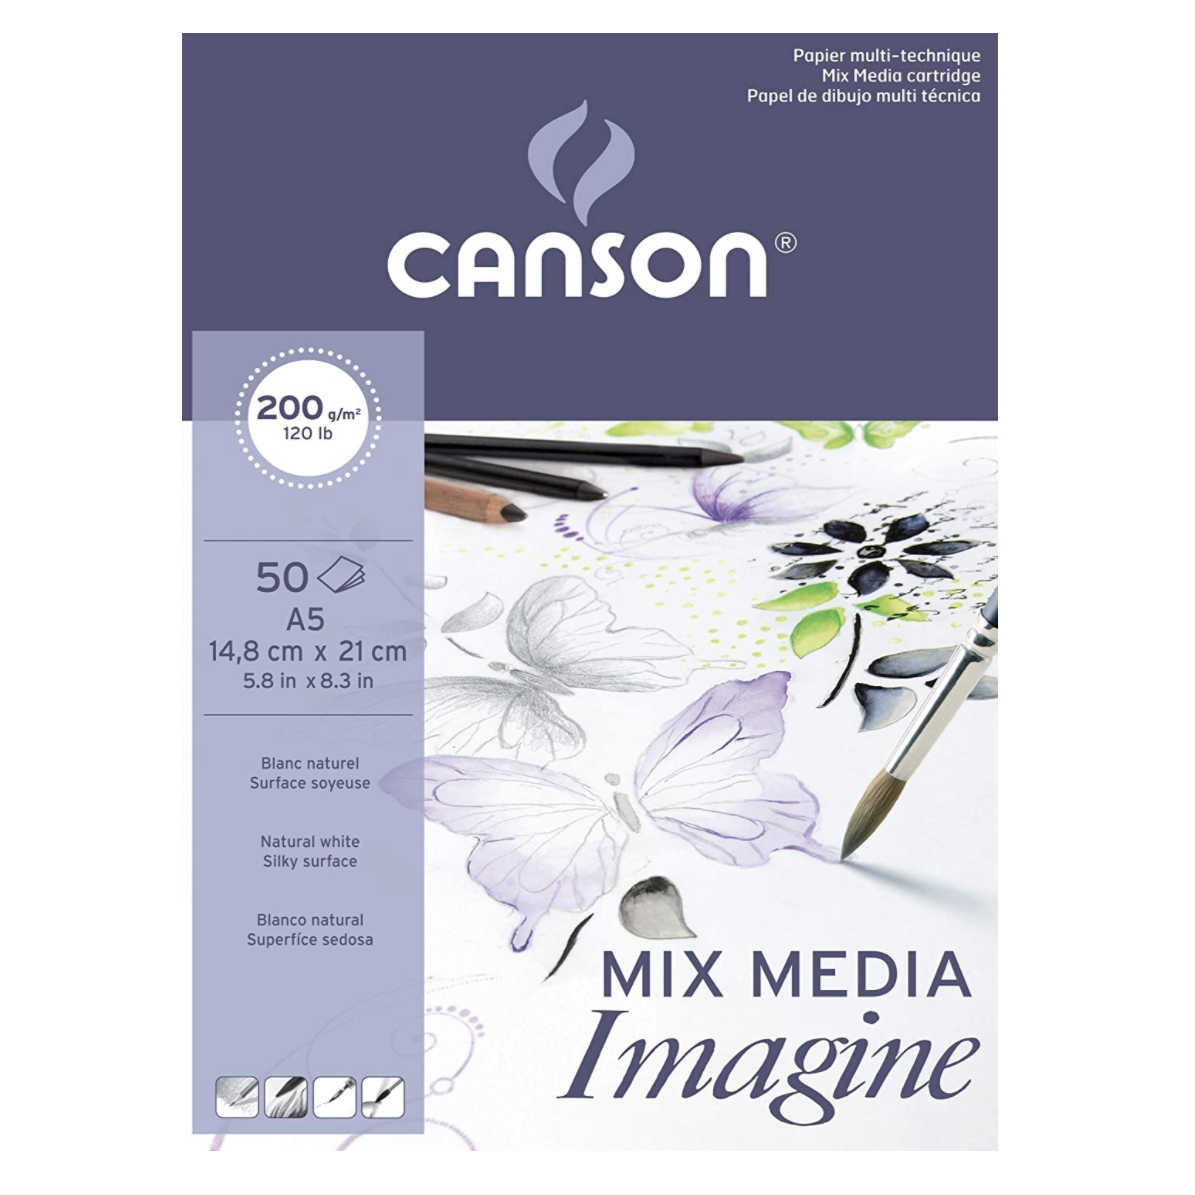 Papier multi-technique
Mix Media cartridge
Papel de dibujo multi técnica
CANSON®
200 g/m²
120 lb
50
A5
14,8 cm x 21 cm
5.8 in x 8.3 in
Blanc naturel
Surface soyeuse
Natural white
Silky surface
Blanco natural
Superfíce sedosa
MIX MEDIA
Imagine